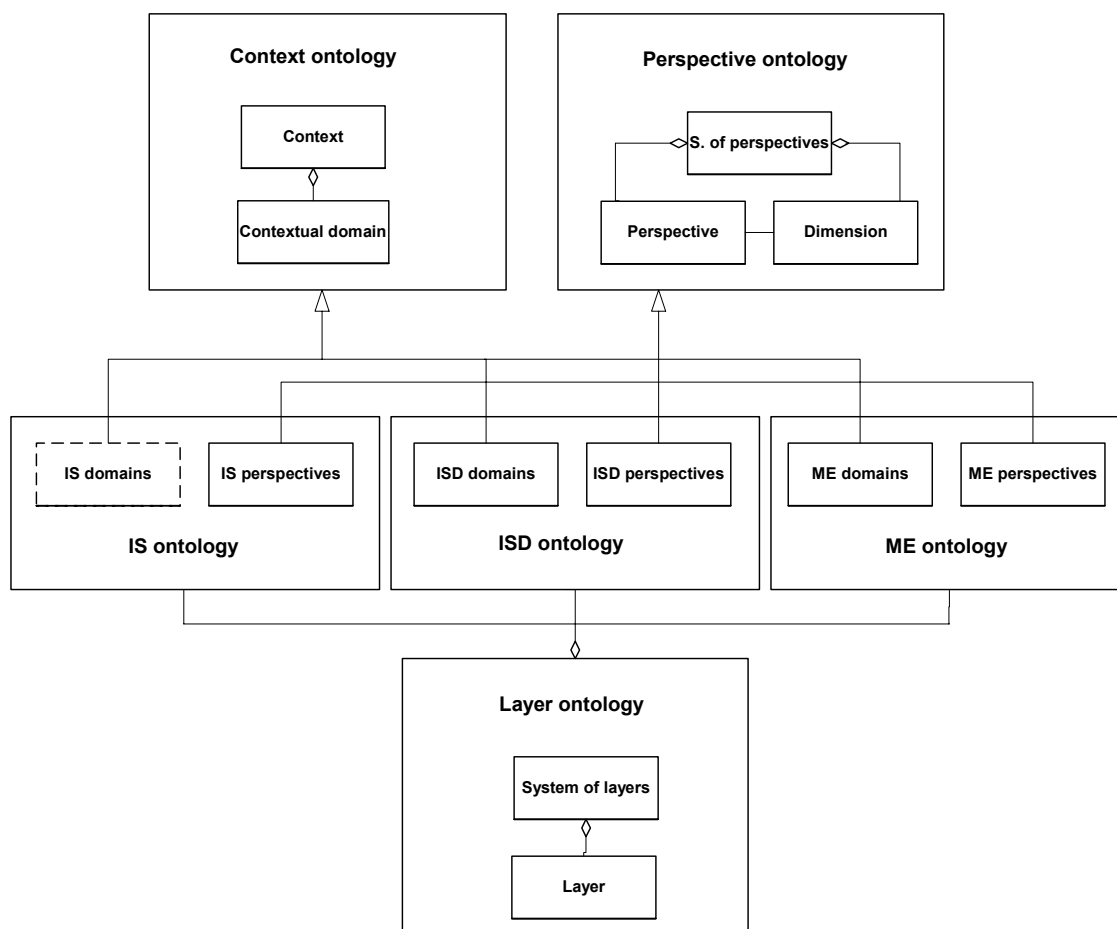 Context ontology
Perspective ontology
Context
S. of perspectives
Contextual domain
Perspective
Dimension
IS domains
IS perspectives
ISD domains
ISD perspectives
ME domains
ME perspectives
IS ontology
ISD ontology
ME ontology
Layer ontology
System of layers
Layer